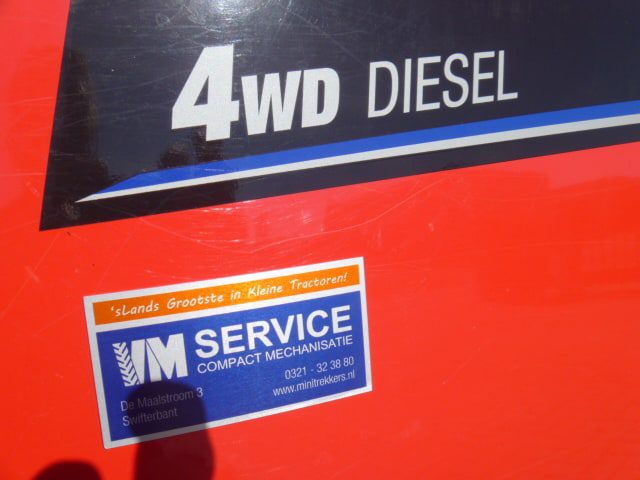 4WD DIESEL
'sLands Grootste in Kleine Tractoren!
VM SERVICE
COMPACT MECHANISATIE
0321 - 32 38 80
De Maalstroom 3 www.minitrekkers.nl
Swifterbant